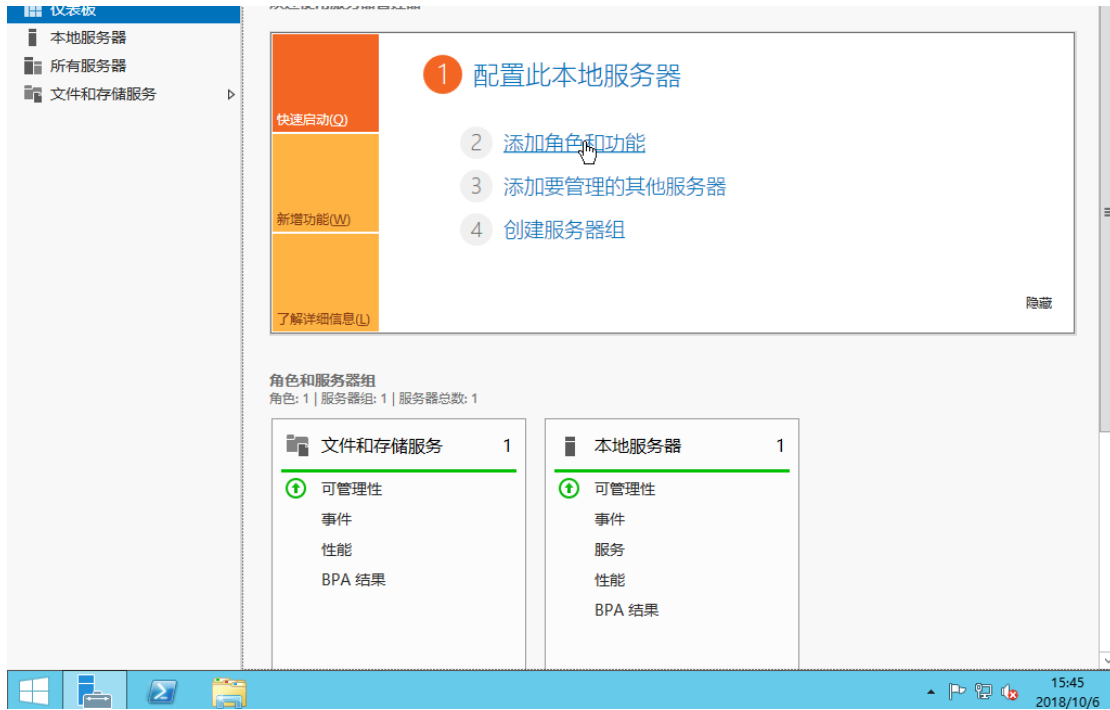 仪表板
本地服务器
所有服务器
文件和存储服务
1 配置此本地服务器
快速启动(Q)
2 添加角色和功能
3 添加要管理的其他服务器
新增功能(W)
4 创建服务器组
隐藏
了解详细信息(L)
角色和服务器组
角色: 1 | 服务器组: 1 | 服务器总数: 1
文件和存储服务 1
可管理性
事件
性能
BPA 结果
本地服务器 1
可管理性
事件
服务
性能
BPA 结果
15:45
2018/10/6